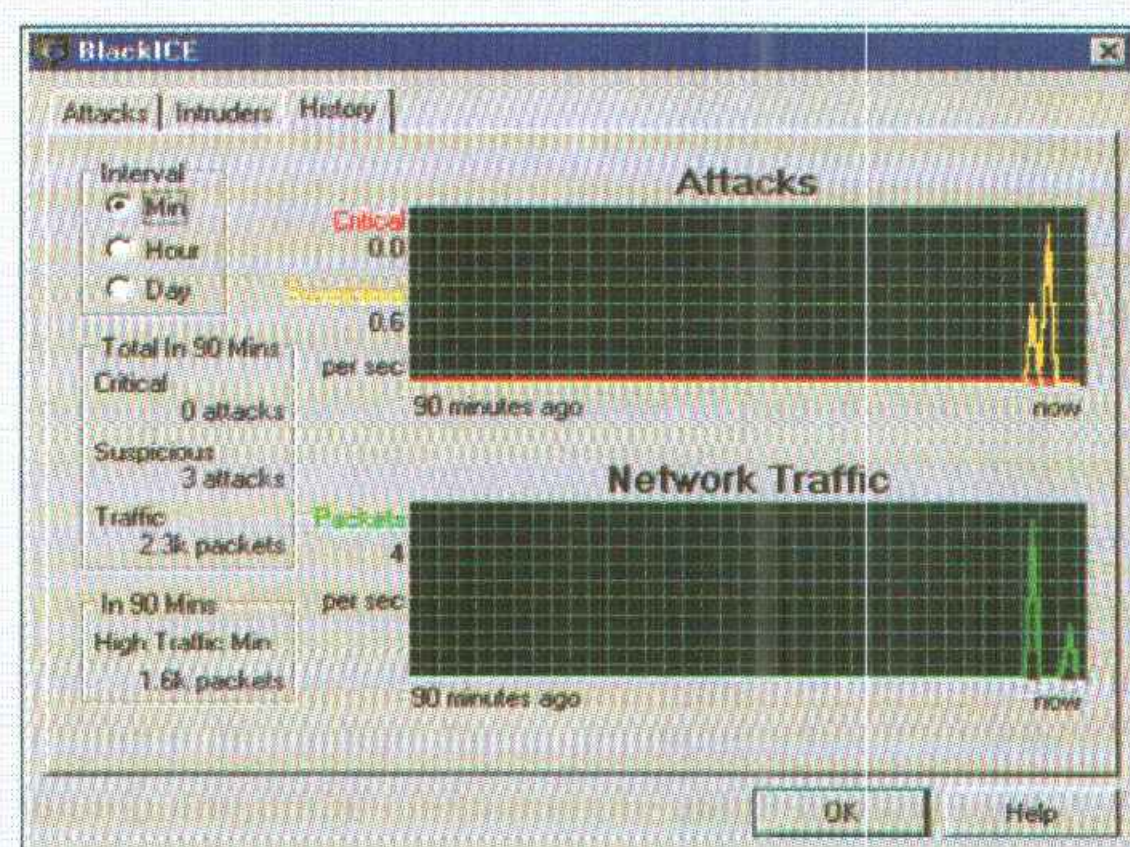 BlackICE
Attacks
Intruders
History
Interval
Min
Hour
Day
Total In 90 Mins
Critical
0 attacks
Suspicious
3 attacks
Traffic
2.3k packets
In 90 Mins
High Traffic Min
1.6k packets
Attacks
Critical
0.0
Suspicious
0.6
per sec
90 minutes ago
now
Network Traffic
Packets
4
per sec
90 minutes ago
now
OK
Help